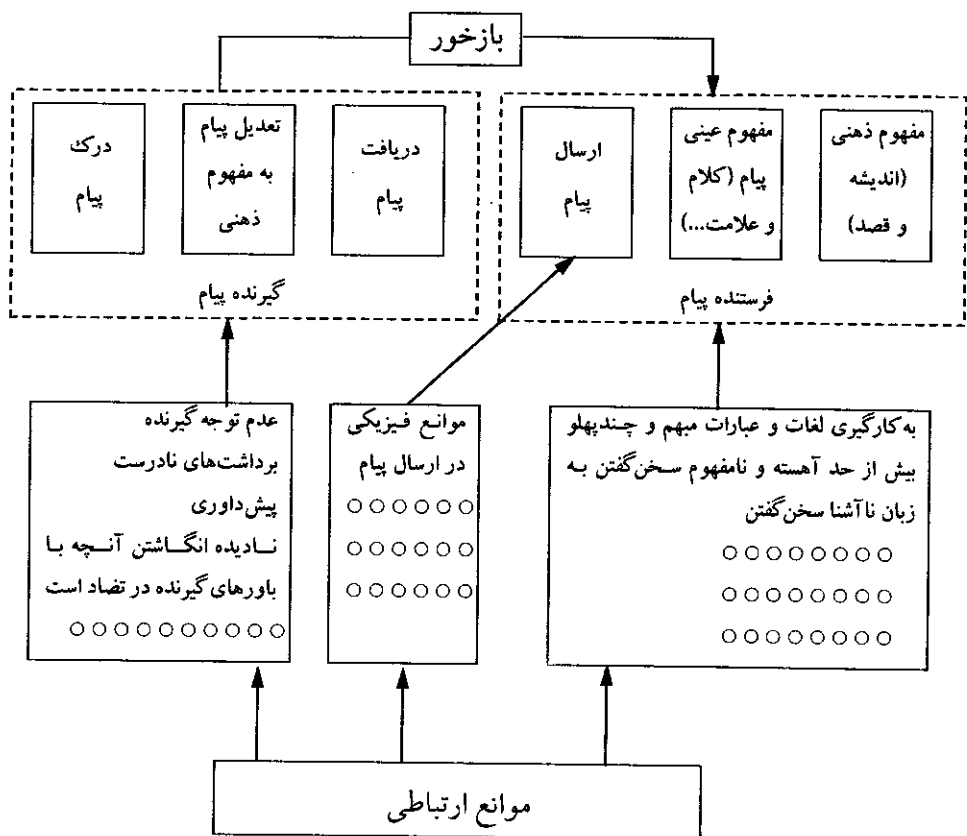 بازخور
مفهوم ذهنی
(اندیشه
و قصد)
مفهوم عینی
پیام (کلام
و علامت...)
ارسال
پیام
فرستنده پیام
دریافت
پیام
تعدیل پیام
به مفهوم
ذهنی
درک
پیام
گیرنده پیام
به‌کارگیری لغات و عبارات مبهم و چندپهلو
بیش از حد آهسته و نامفهوم سخن‌گفتن به
زبان ناآشنا سخن‌گفتن
موانع فیزیکی
در ارسال پیام
عدم توجه گیرنده
برداشت‌های نادرست
پیش‌داوری
نادیده انگاشتن آنچه با
باورهای گیرنده در تضاد است
موانع ارتباطی